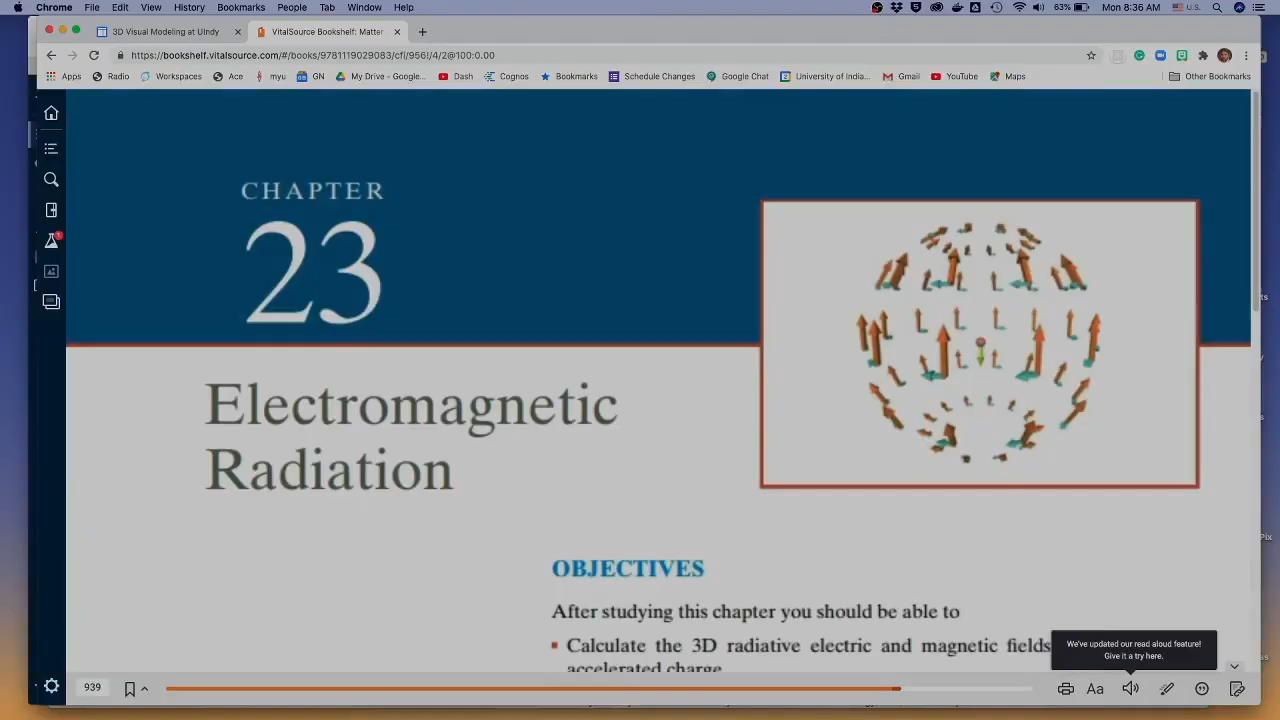 Chrome File Edit View History Bookmarks People Tab Window Help 63% Mon 8:36 AM U.S.
3D Visual Modeling at UIndy VitalSource Bookshelf: Matter
https://bookshelf.vitalsource.com/#/books/9781119029083/cfi/956!/4/2@100:0.00
Apps Radio Workspaces Ace myu GN My Drive - Google... Dash Cognos Bookmarks Schedule Changes Google Chat University of India... Gmail YouTube Maps Other Bookmarks
CHAPTER
23
Electromagnetic
Radiation
OBJECTIVES
After studying this chapter you should be able to
Calculate the 3D radiative electric and magnetic fields
accelerated charge
We've updated our read aloud feature!
Give it a try here.
939
Aa